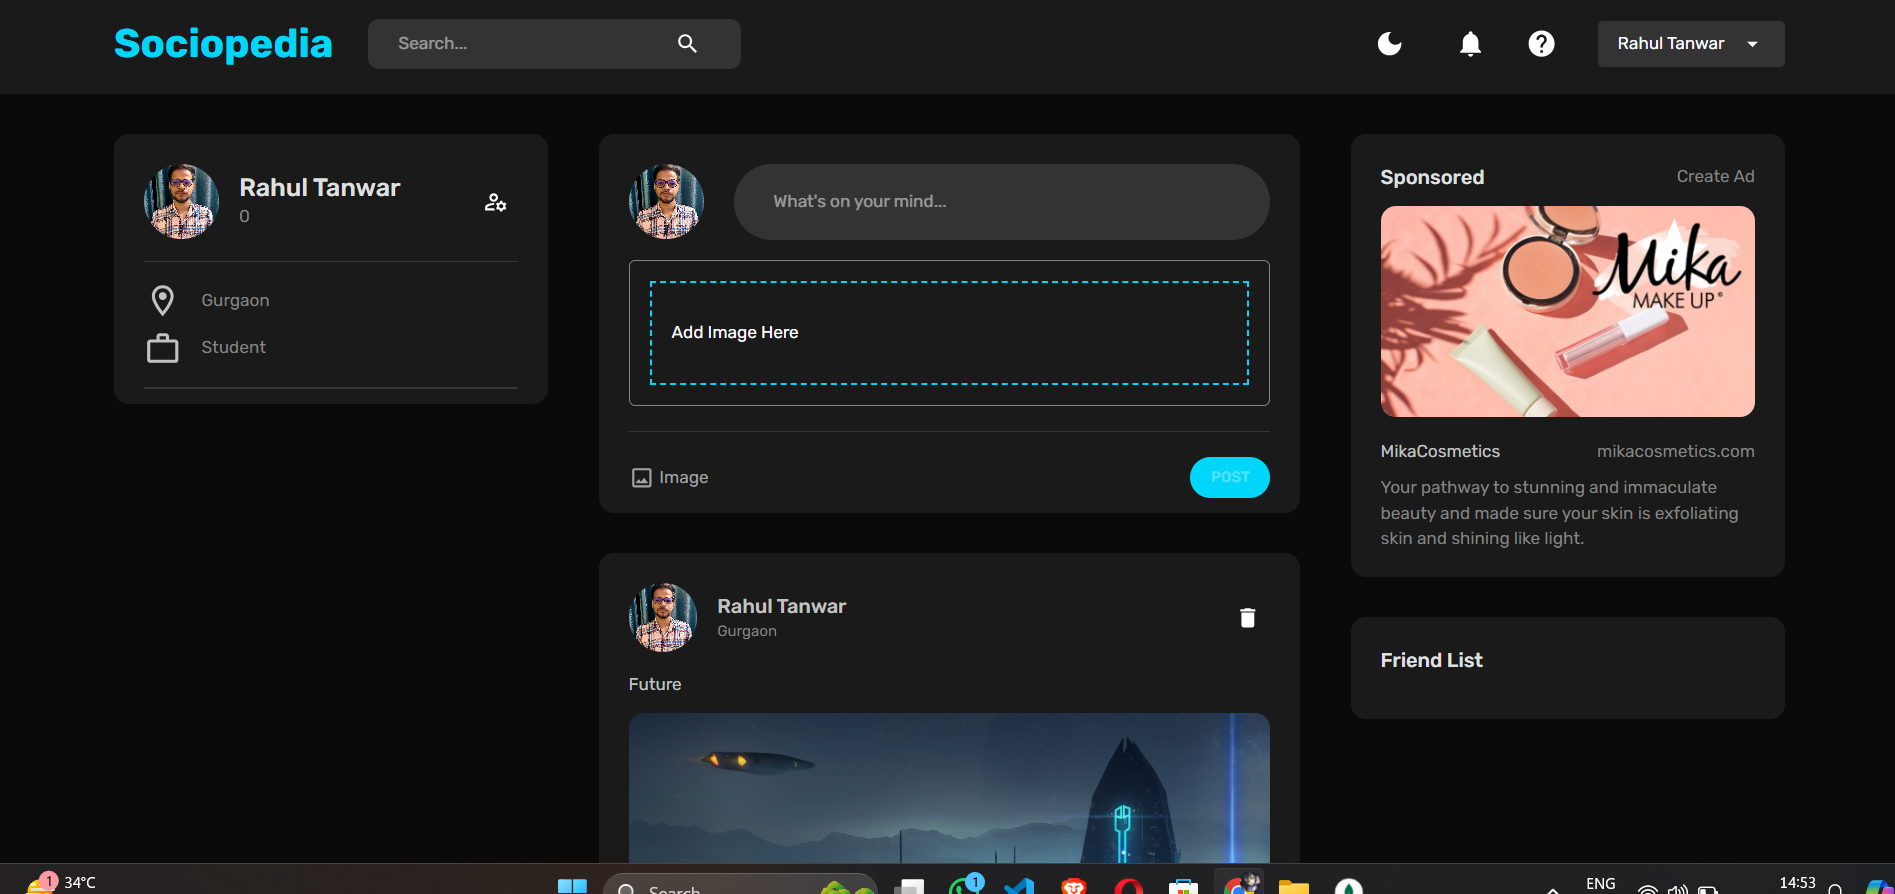 Sociopedia
Search...
Rahul Tanwar
Rahul Tanwar
0
Gurgaon
Student
What's on your mind...
Add Image Here
Image
POST
Rahul Tanwar
Gurgaon
Future
Sponsored
Create Ad
Mika
MAKE UP®
MikaCosmetics
mikacosmetics.com
Your pathway to stunning and immaculate
beauty and made sure your skin is exfoliating
skin and shining like light.
Friend List
1
34°C
Search
1
ENG
14:53